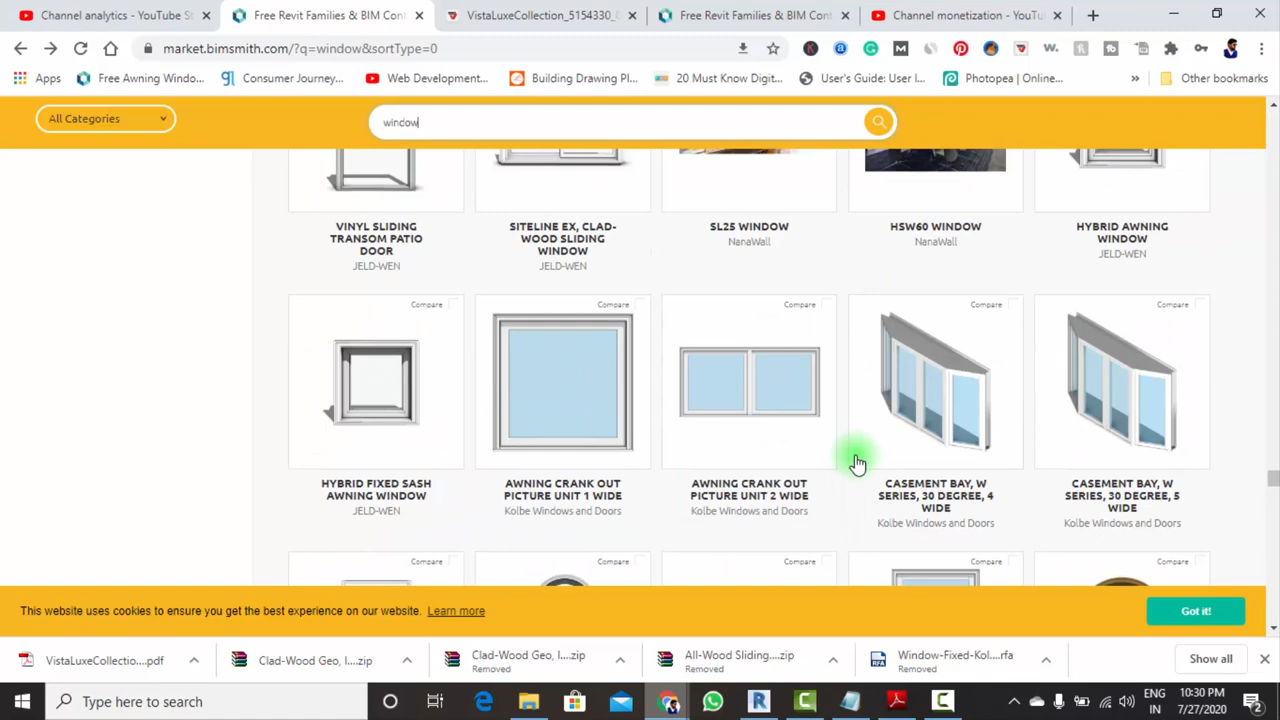 Channel analytics - YouTube St
Free Revit Families & BIM Cont
VistaLuxeCollection_5154330_0
Free Revit Families & BIM Cont
Channel monetization - YouTu
market.bimsmith.com/?q=window&sortType=0
Apps
Free Awning Windo...
Consumer Journey...
Web Development...
Building Drawing Pl...
20 Must Know Digit...
User's Guide: User I...
Photopea | Online...
Other bookmarks
All Categories
window
VINYL SLIDING
TRANSOM PATIO
DOOR
JELD-WEN
SITELINE EX, CLAD-
WOOD SLIDING
WINDOW
JELD-WEN
SL25 WINDOW
NanaWall
HSW60 WINDOW
NanaWall
HYBRID AWNING
WINDOW
JELD-WEN
Compare
Compare
Compare
Compare
Compare
HYBRID FIXED SASH
AWNING WINDOW
JELD-WEN
AWNING CRANK OUT
PICTURE UNIT 1 WIDE
Kolbe Windows and Doors
AWNING CRANK OUT
PICTURE UNIT 2 WIDE
Kolbe Windows and Doors
CASEMENT BAY, W
SERIES, 30 DEGREE, 4
WIDE
Kolbe Windows and Doors
CASEMENT BAY, W
SERIES, 30 DEGREE, 5
WIDE
Kolbe Windows and Doors
Compare
Compare
Compare
Compare
Compare
This website uses cookies to ensure you get the best experience on our website. Learn more
Got it!
VistaLuxeCollectio....pdf
Clad-Wood Geo, I....zip
Clad-Wood Geo, I....zip
Removed
All-Wood Sliding....zip
Removed
Window-Fixed-Kol....rfa
Removed
Show all
Type here to search
ENG
IN
10:30 PM
7/27/2020
2